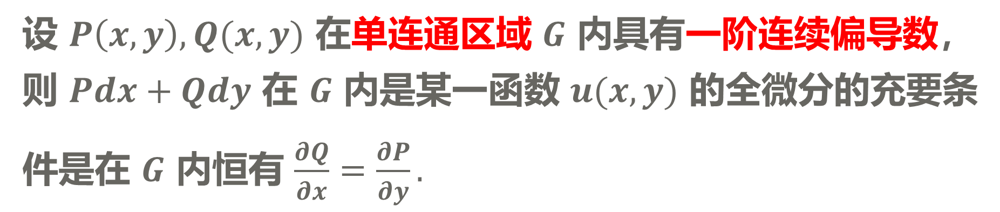 设 P(x, y), Q(x, y) 在单连通区域 G 内具有一阶连续偏导数，
则 Pdx + Qdy 在 G 内是某一函数 u(x, y) 的全微分的充要条
件是在 G 内恒有 ∂Q/∂x = ∂P/∂y .